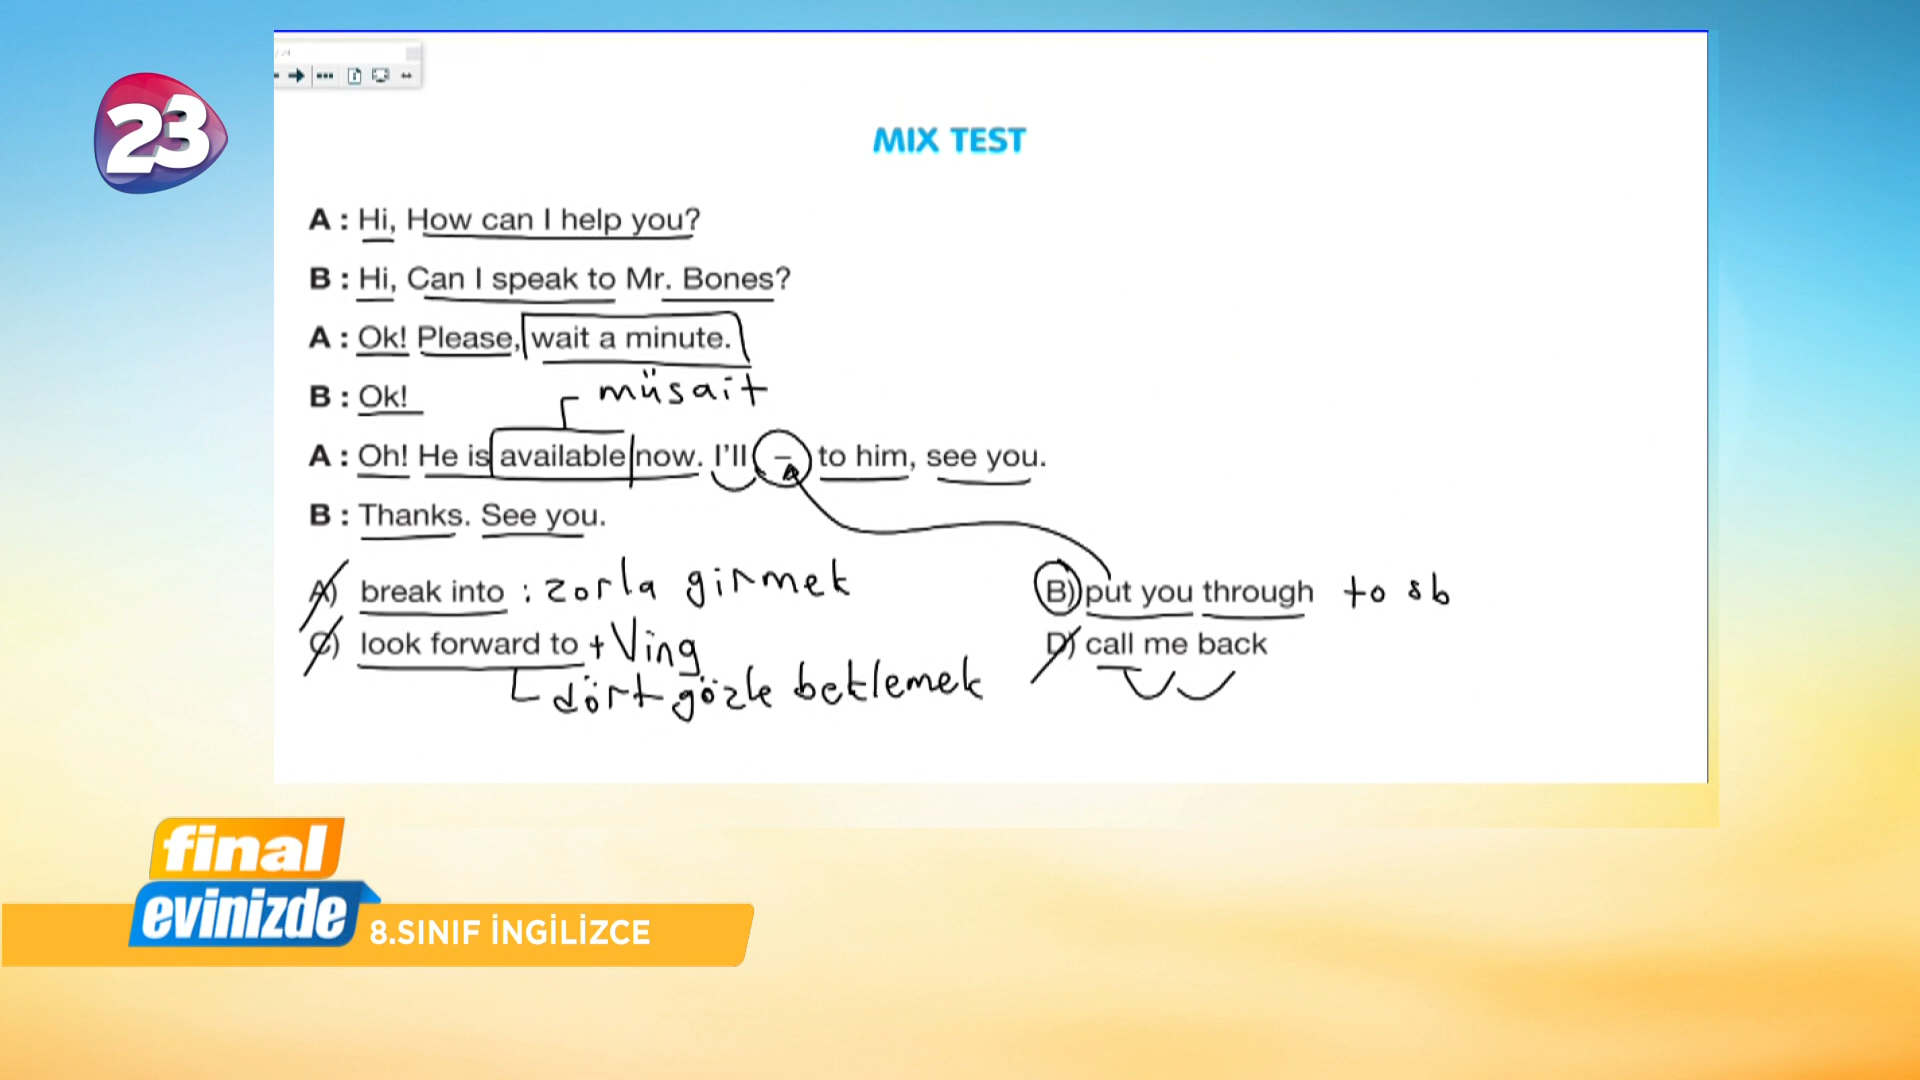 23
MIX TEST
A : Hi, How can I help you?
B : Hi, Can I speak to Mr. Bones?
A : Ok! Please, wait a minute.
müsait
B : Ok!
A : Oh! He is available now. I'll – to him, see you.
B : Thanks. See you.
A) break into : zorla girmek
B) put you through to sb
C) look forward to + Ving
D) call me back
dört gözle beklemek
final
evinizde
8.SINIF İNGİLİZCE